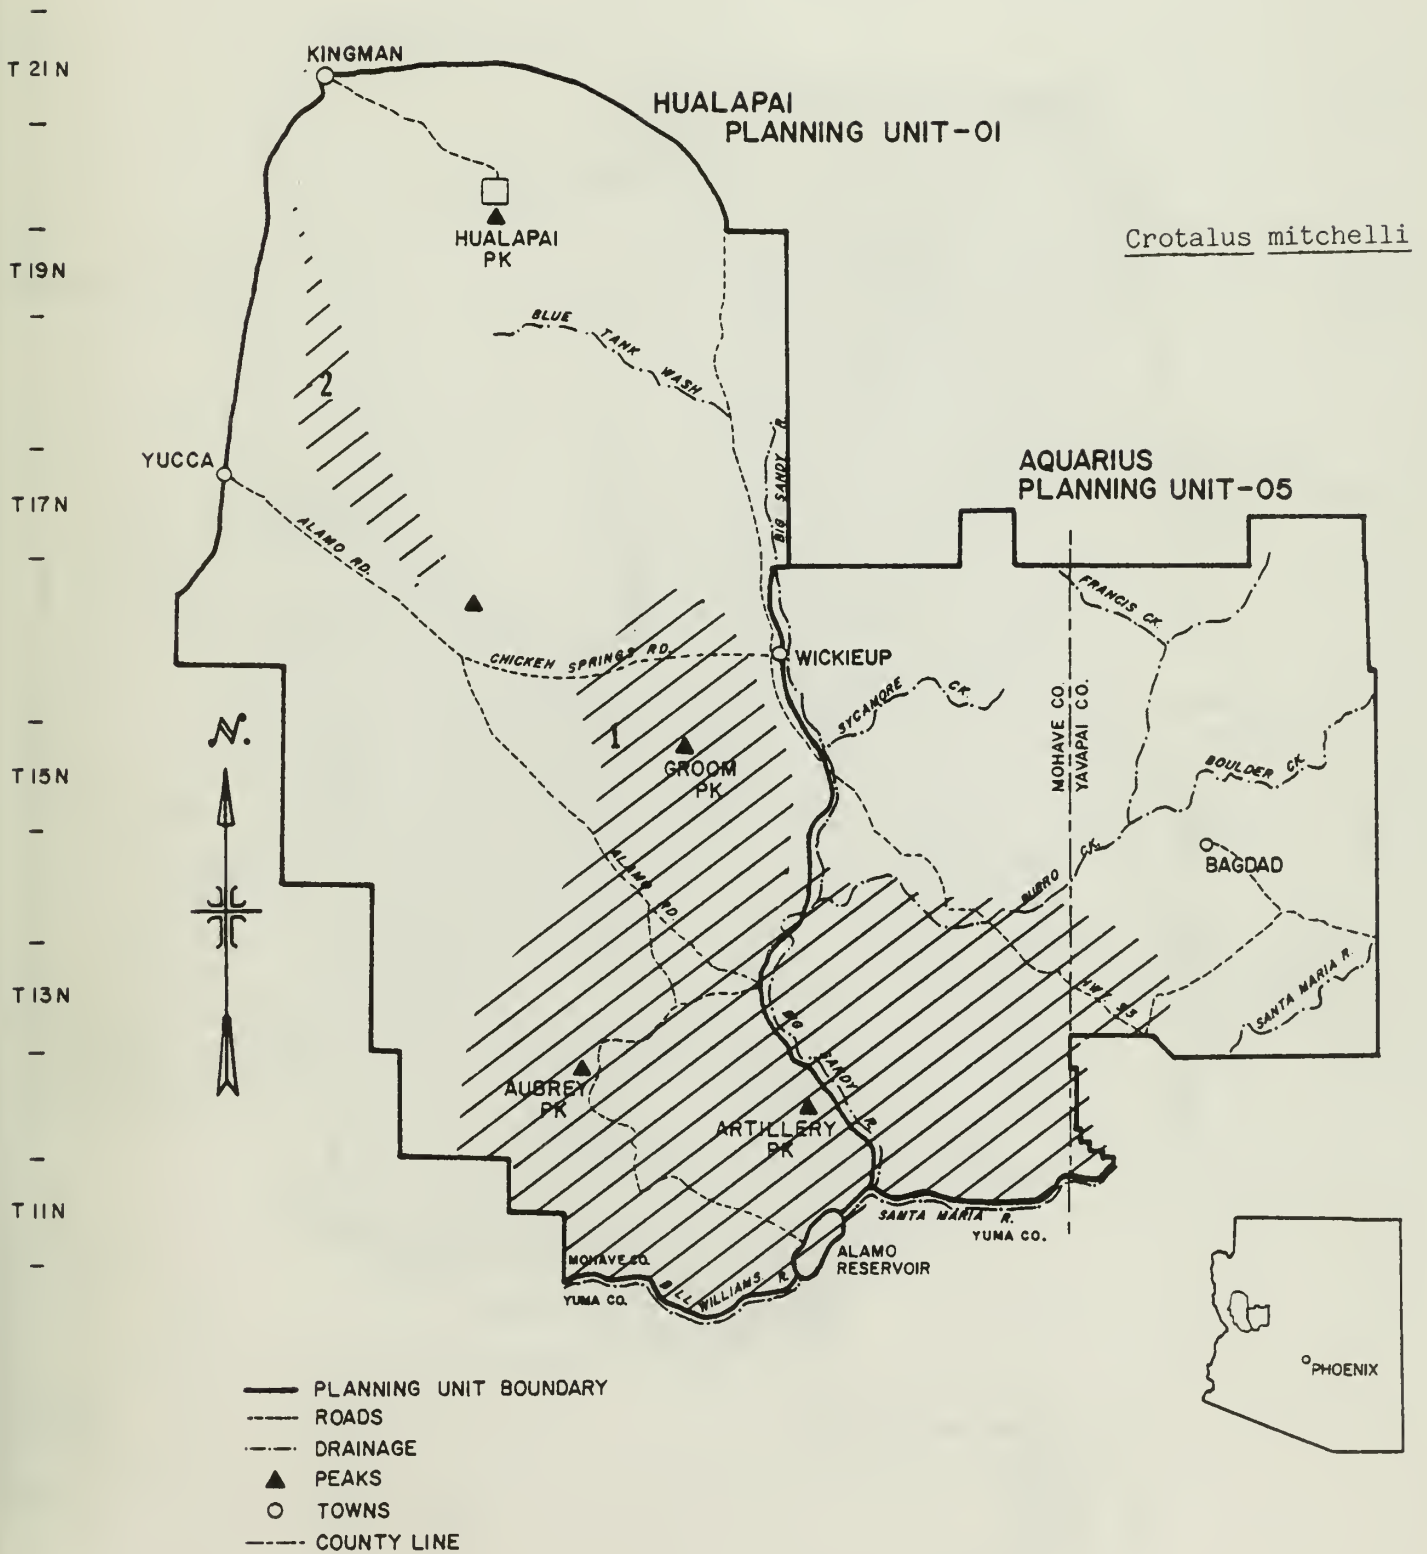 KINGMAN
T 21 N
HUALAPAI
PLANNING UNIT-01
HUALAPAI
PK
Crotalus mitchelli
T 19 N
BLUE TANK WASH
2
BIG SANDY R.
YUCCA
AQUARIUS
PLANNING UNIT-05
T 17 N
ALAMO RD.
FRANCIS CK.
CHICKEH SPRINGS RD.
WICKIEUP
SYCAMORE CK.
MOHAVE CO.
YAVAPAI CO.
N.
1
GROOM
PK
T 15 N
BOULDER CK.
ALAMO RD.
BURRO CK.
BAGDAD
T 13 N
HWY 93
SANTA MARIA R.
BIG SANDY R.
AUBREY
PK
ARTILLERY
PK
T 11 N
SANTA MARIA R.
YUMA CO.
ALAMO
RESERVOIR
MOHAVE CO.
YUMA CO.
BILL WILLIAMS R.
PHOENIX
PLANNING UNIT BOUNDARY
ROADS
DRAINAGE
PEAKS
TOWNS
COUNTY LINE